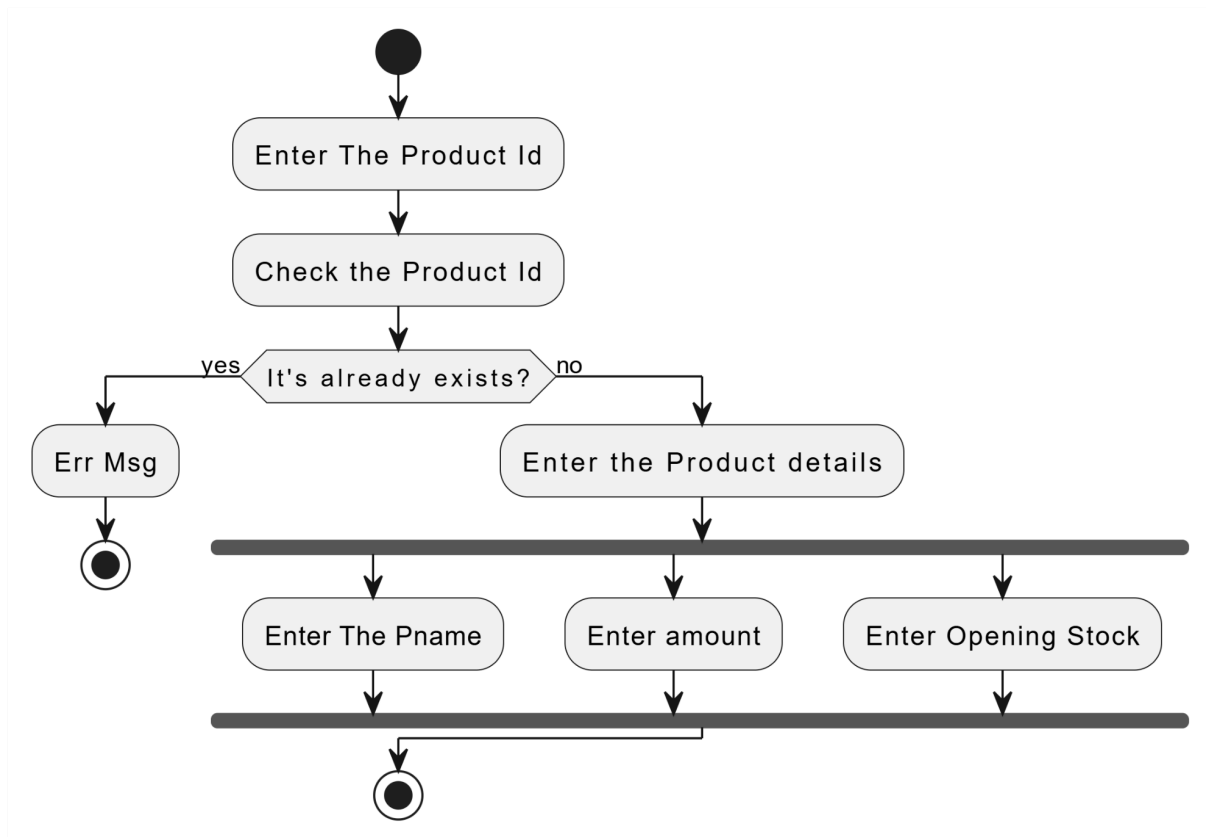 Enter The Product Id
Check the Product Id
yes
It's already exists?
no
Err Msg
Enter the Product details
Enter The Pname
Enter amount
Enter Opening Stock